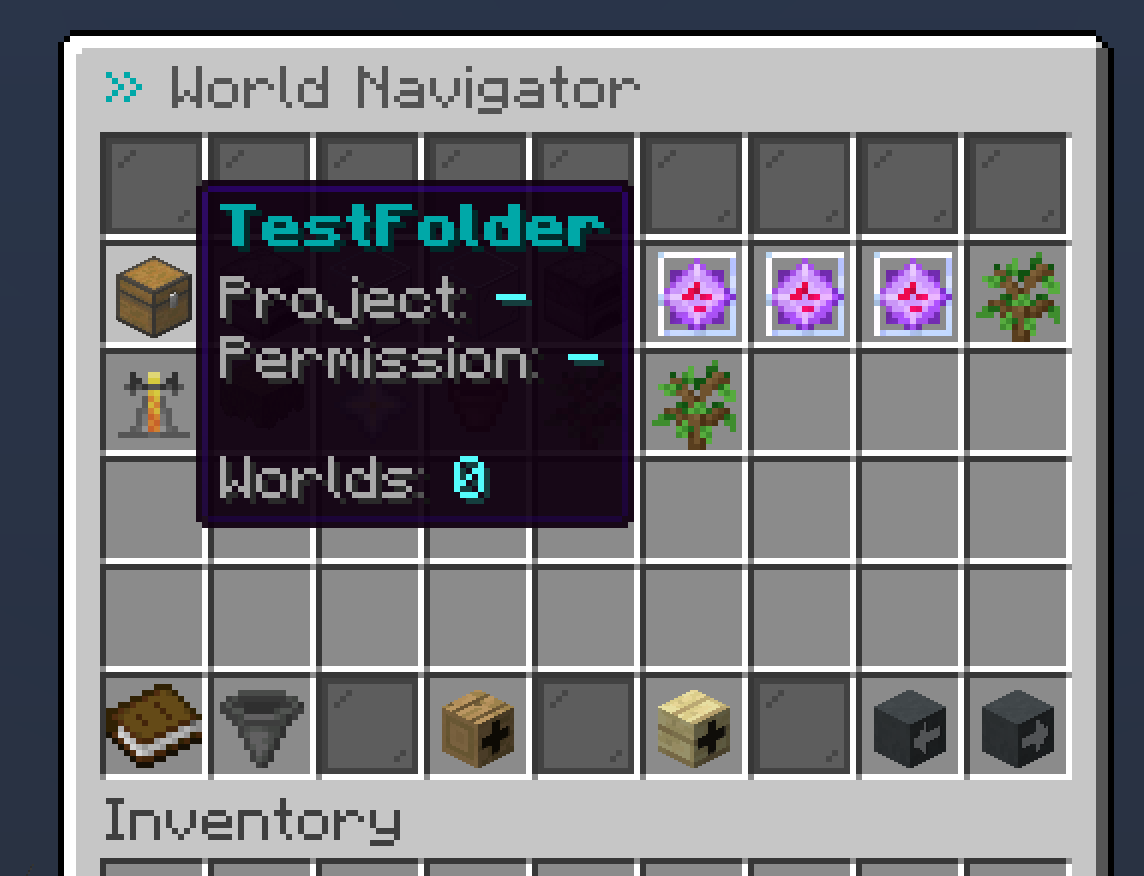 » World Navigator
TestFolder
Project: -
Permission: -
Worlds: 0
Inventory